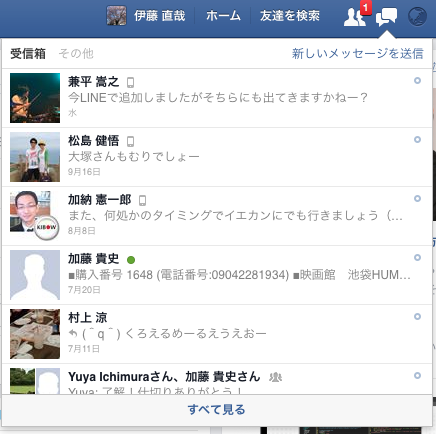 伊藤 直哉 ホーム 友達を検索 1
受信箱 その他 新しいメッセージを送信
兼平 嵩之
今LINEで追加しましたがそちらにも出てきますかねー？
水
松島 健悟
大塚さんもむりでしょー
9月16日
加納 憲一郎
また、何処かのタイミングでイエカンにでも行きましょう（...
KIBOW
8月8日
加藤 貴史
■購入番号 1648 (電話番号:09042281934) ■映画館　池袋HUM...
7月20日
村上 涼
(＾q＾) くろえるめーるえうえおー
7月11日
Yuya Ichimuraさん、加藤 貴史さん
Yuya: 了解！仕切りありがとう！
すべて見る